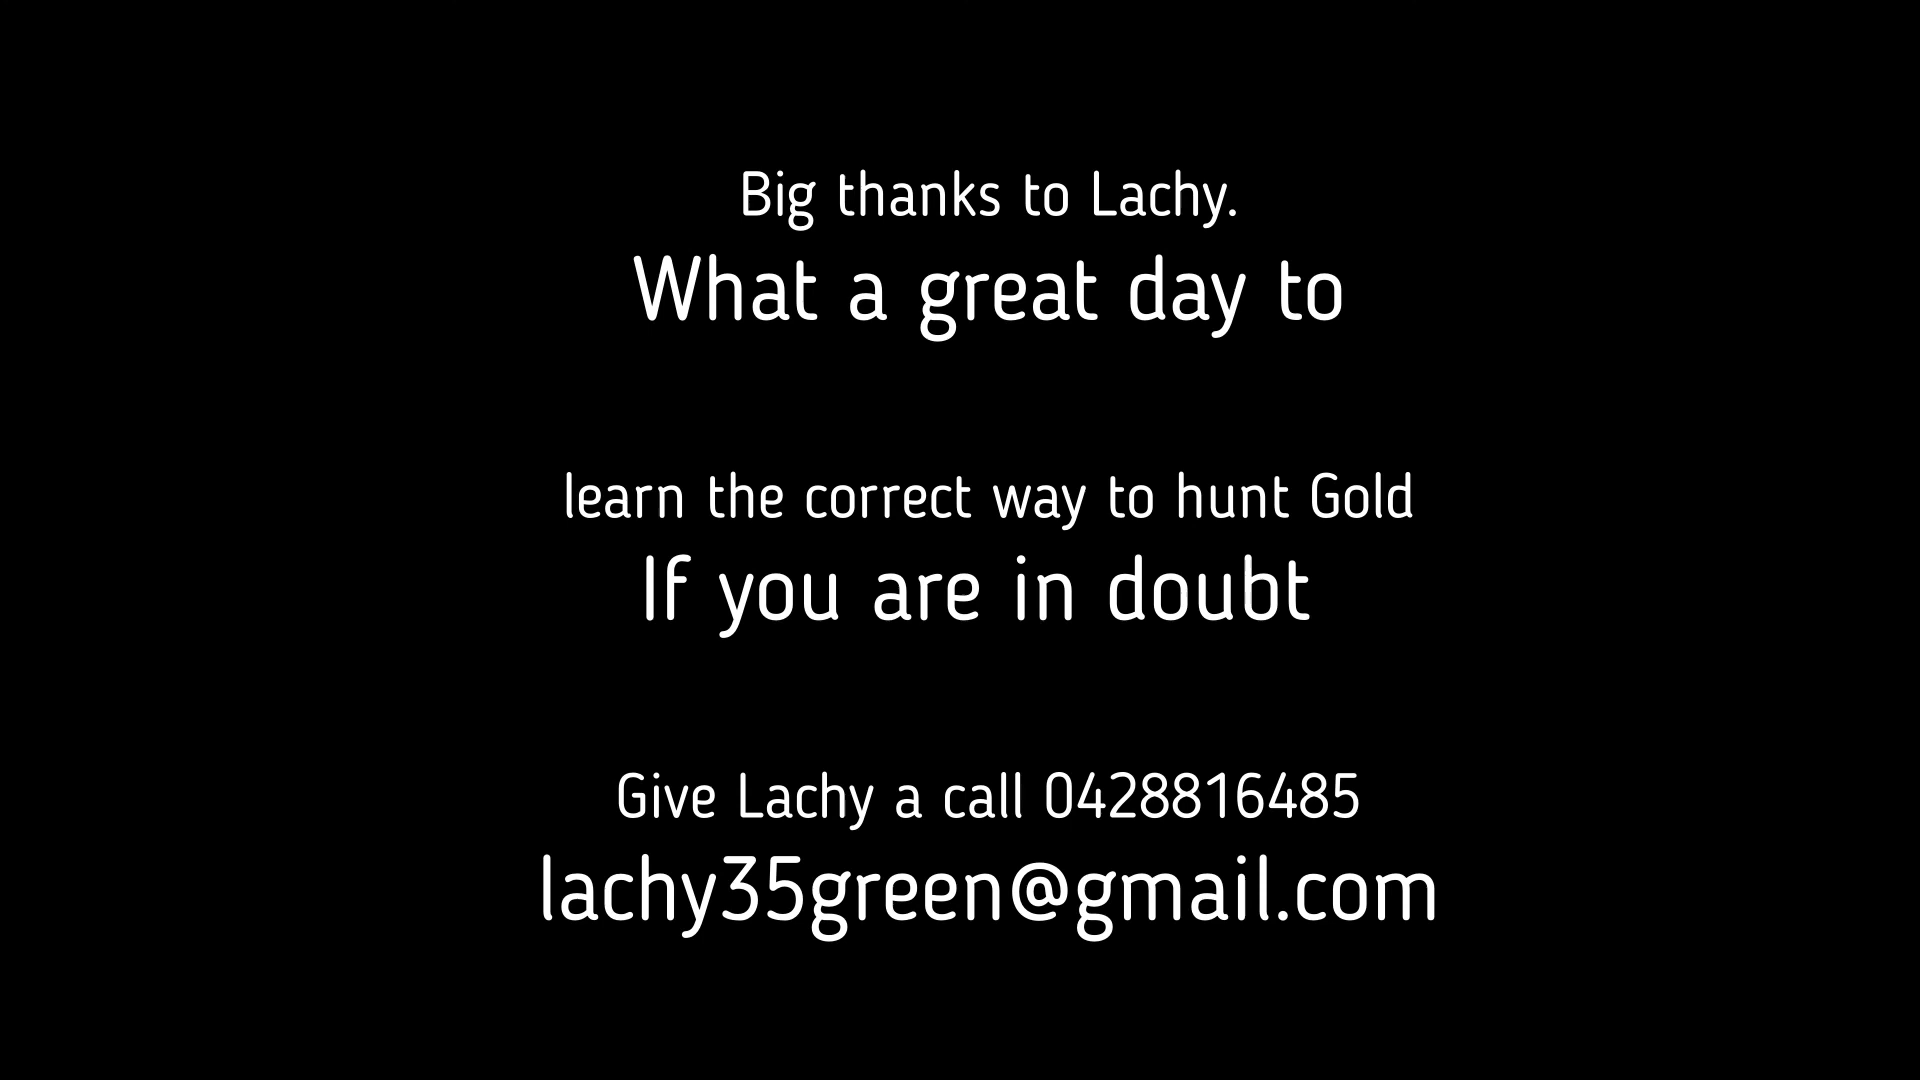 Big thanks to Lachy.
What a great day to
learn the correct way to hunt Gold
If you are in doubt
Give Lachy a call 0428816485
lachy35green@gmail.com